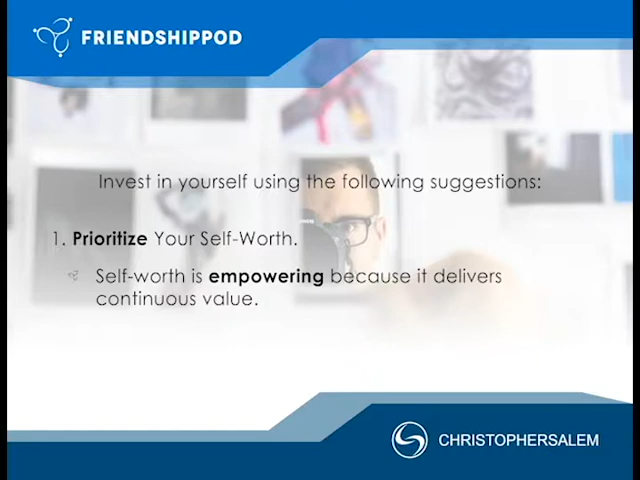 FRIENDSHIPPOD
Invest in yourself using the following suggestions:
1. Prioritize Your Self-Worth.
Self-worth is empowering because it delivers
continuous value.
CHRISTOPHERSALEM